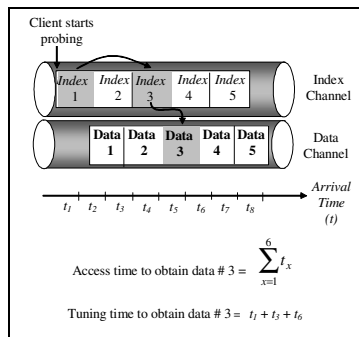 Client starts
probing
Index Index Index Index Index
1 2 3 4 5
Index
Channel
Data Data Data Data Data
1 2 3 4 5
Data
Channel
t1 t2 t3 t4 t5 t6 t7 t8
Arrival
Time
(t)
Access time to obtain data # 3 = 6 ∑ x=1 tx
Tuning time to obtain data # 3 = t1 + t3 + t6